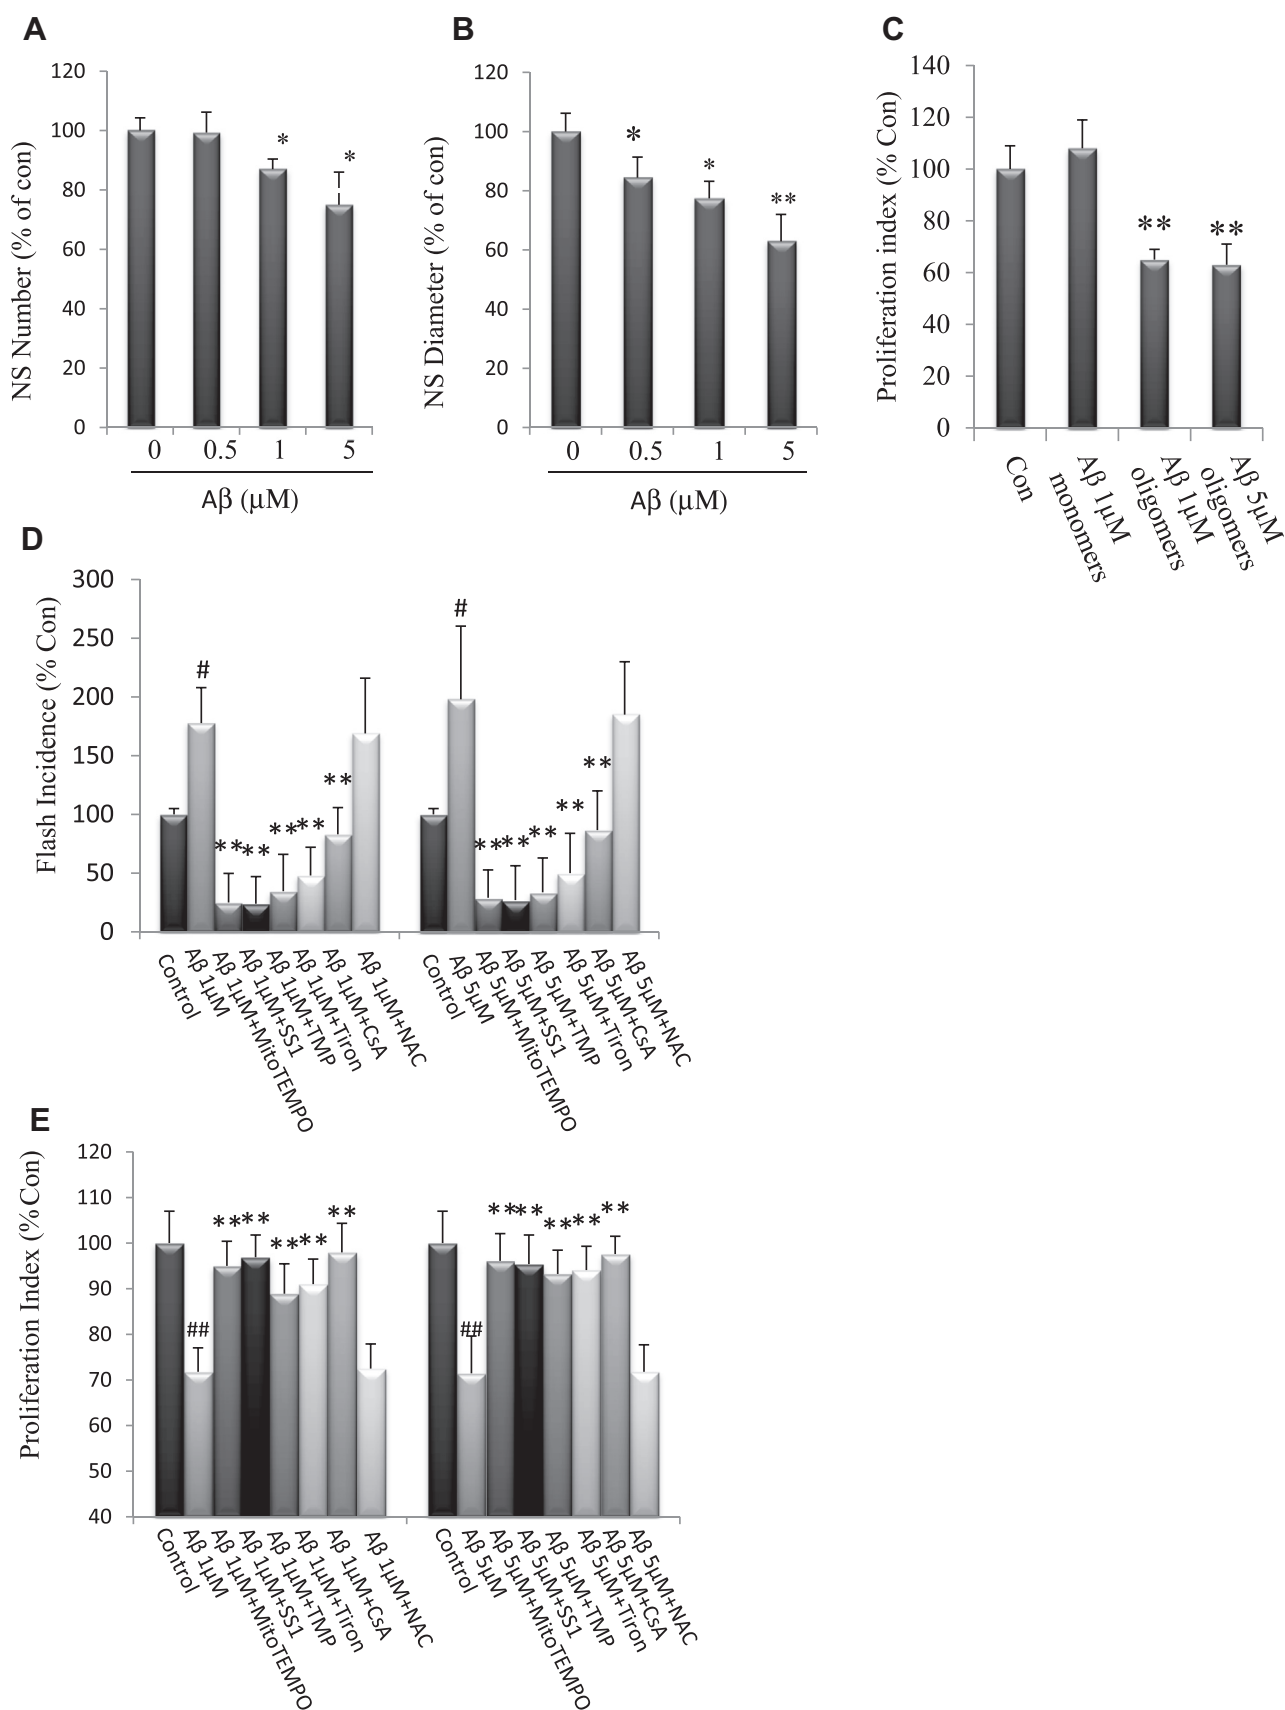 A
NS Number (% of con)
120
100
80
60
40
20
0
*
*
0 0.5 1 5
Aβ (µM)
B
NS Diameter (% of con)
120
100
80
60
40
20
0
*
*
**
0 0.5 1 5
Aβ (µM)
C
Proliferation index (% Con)
140
120
100
80
60
40
20
0
**
**
Con
Aβ 1µM
monomers
Aβ 1µM
oligomers
Aβ 5µM
oligomers
D
Flash Incidence (% Con)
300
250
200
150
100
50
0
#
**
**
**
**
**
#
**
**
**
**
**
Control
Aβ 1µM
Aβ 1µM+MitoTEMPO
Aβ 1µM+SS1
Aβ 1µM+TMP
Aβ 1µM+Tiron
Aβ 1µM+CsA
Aβ 1µM+NAC
Control
Aβ 5µM
Aβ 5µM+MitoTEMPO
Aβ 5µM+SS1
Aβ 5µM+TMP
Aβ 5µM+Tiron
Aβ 5µM+CsA
Aβ 5µM+NAC
E
Proliferation Index (%Con)
120
110
100
90
80
70
60
50
40
##
**
**
**
**
**
##
**
**
**
**
**
Control
Aβ 1µM
Aβ 1µM+MitoTEMPO
Aβ 1µM+SS1
Aβ 1µM+TMP
Aβ 1µM+Tiron
Aβ 1µM+CsA
Aβ 1µM+NAC
Control
Aβ 5µM
Aβ 5µM+MitoTEMPO
Aβ 5µM+SS1
Aβ 5µM+TMP
Aβ 5µM+Tiron
Aβ 5µM+CsA
Aβ 5µM+NAC